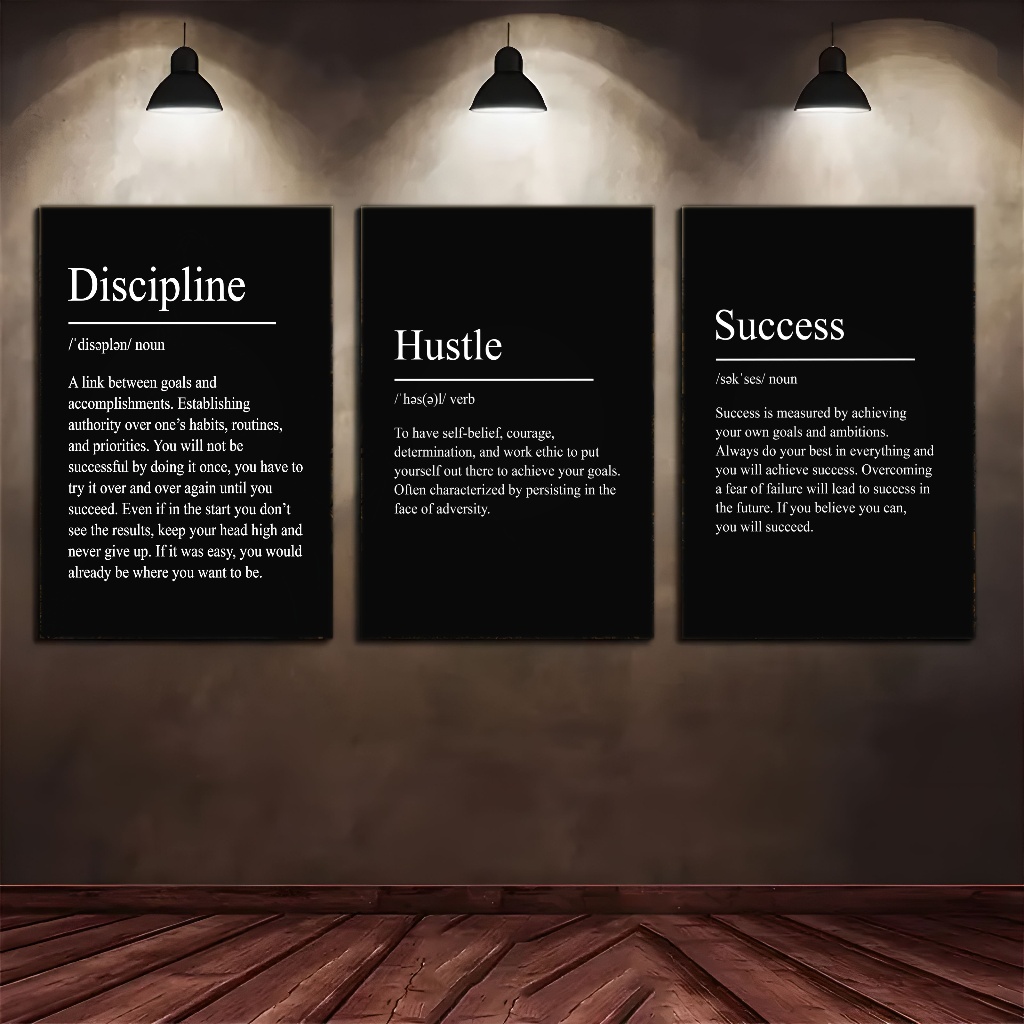 Discipline
/ˈdisəplən/ noun
A link between goals and
accomplishments. Establishing
authority over one’s habits, routines,
and priorities. You will not be
successful by doing it once, you have to
try it over and over again until you
succeed. Even if in the start you don’t
see the results, keep your head high and
never give up. If it was easy, you would
already be where you want to be.
Hustle
/ˈhəs(ə)l/ verb
To have self-belief, courage,
determination, and work ethic to put
yourself out there to achieve your goals.
Often characterized by persisting in the
face of adversity.
Success
/səkˈses/ noun
Success is measured by achieving
your own goals and ambitions.
Always do your best in everything and
you will achieve success. Overcoming
a fear of failure will lead to success in
the future. If you believe you can,
you will succeed.